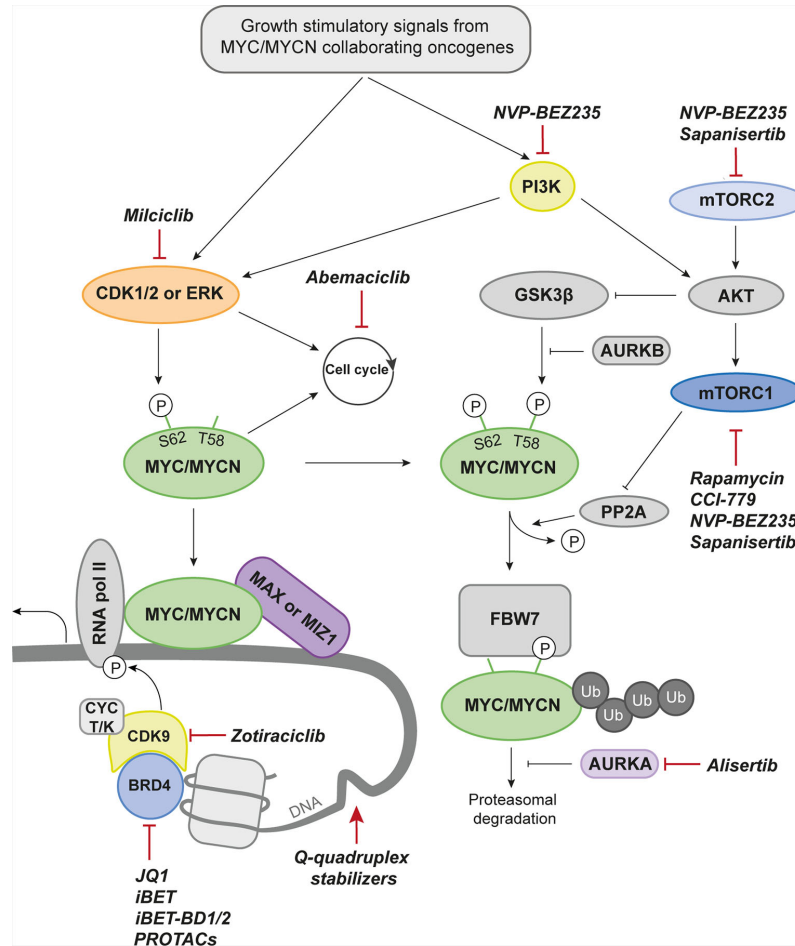 Growth stimulatory signals from
MYC/MYCN collaborating oncogenes
NVP-BEZ235
NVP-BEZ235
Sapanisertib
PI3K
mTORC2
Milciclib
Abemaciclib
CDK1/2 or ERK
GSK3β
AKT
AURKB
Cell cycle
mTORC1
P
P
P
S62 T58
MYC/MYCN
S62 T58
MYC/MYCN
Rapamycin
CCI-779
NVP-BEZ235
Sapanisertib
PP2A
P
RNA pol II
MYC/MYCN
MAX or MIZ1
FBW7
P
P
MYC/MYCN
Ub
Ub
Ub
Ub
CYC
T/K
CDK9
Zotiraciclib
BRD4
DNA
AURKA
Alisertib
Proteasomal
degradation
Q-quadruplex
stabilizers
JQ1
iBET
iBET-BD1/2
PROTACs